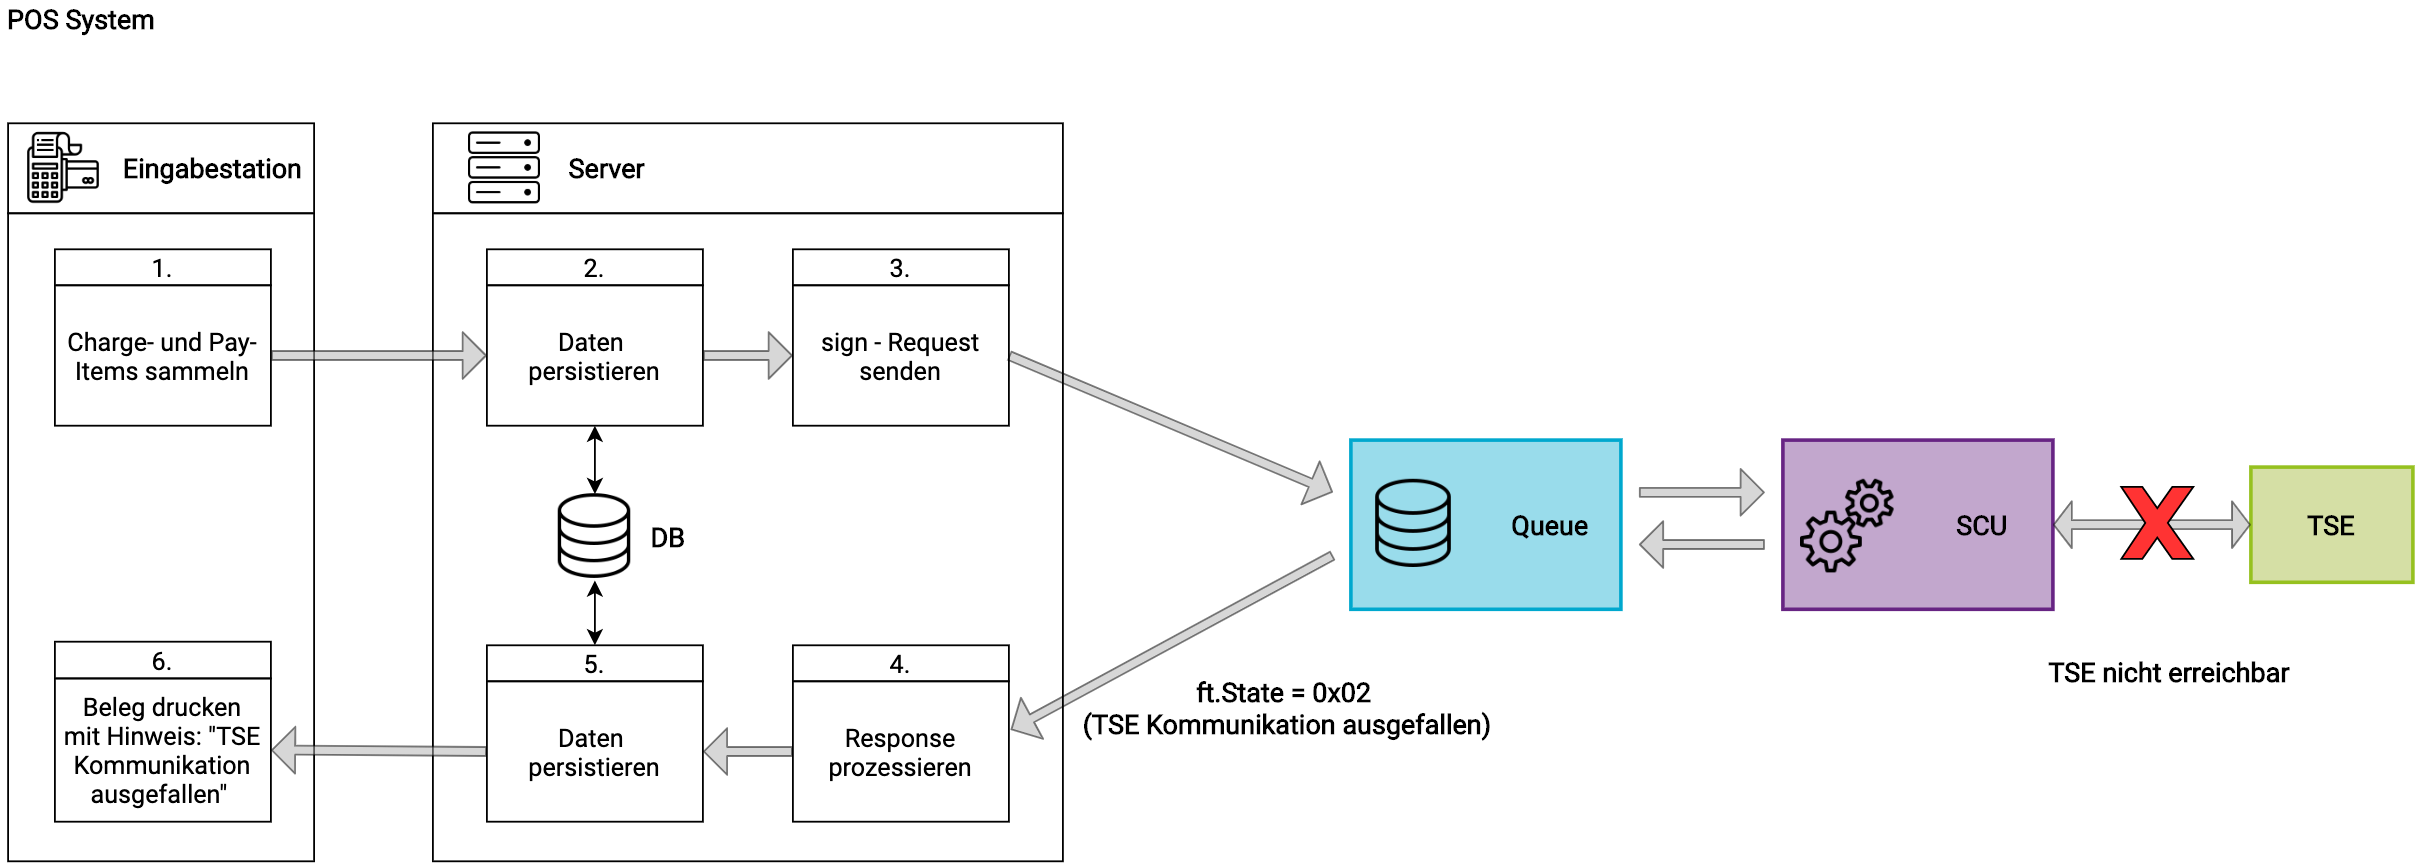 POS System
Eingabestation
Server
1.
Charge- und Pay-
Items sammeln
2.
Daten
persistieren
3.
sign - Request
senden
DB
Queue
SCU
TSE
TSE nicht erreichbar
ft.State = 0x02
(TSE Kommunikation ausgefallen)
4.
Response
prozessieren
5.
Daten
persistieren
6.
Beleg drucken
mit Hinweis: "TSE
Kommunikation
ausgefallen"